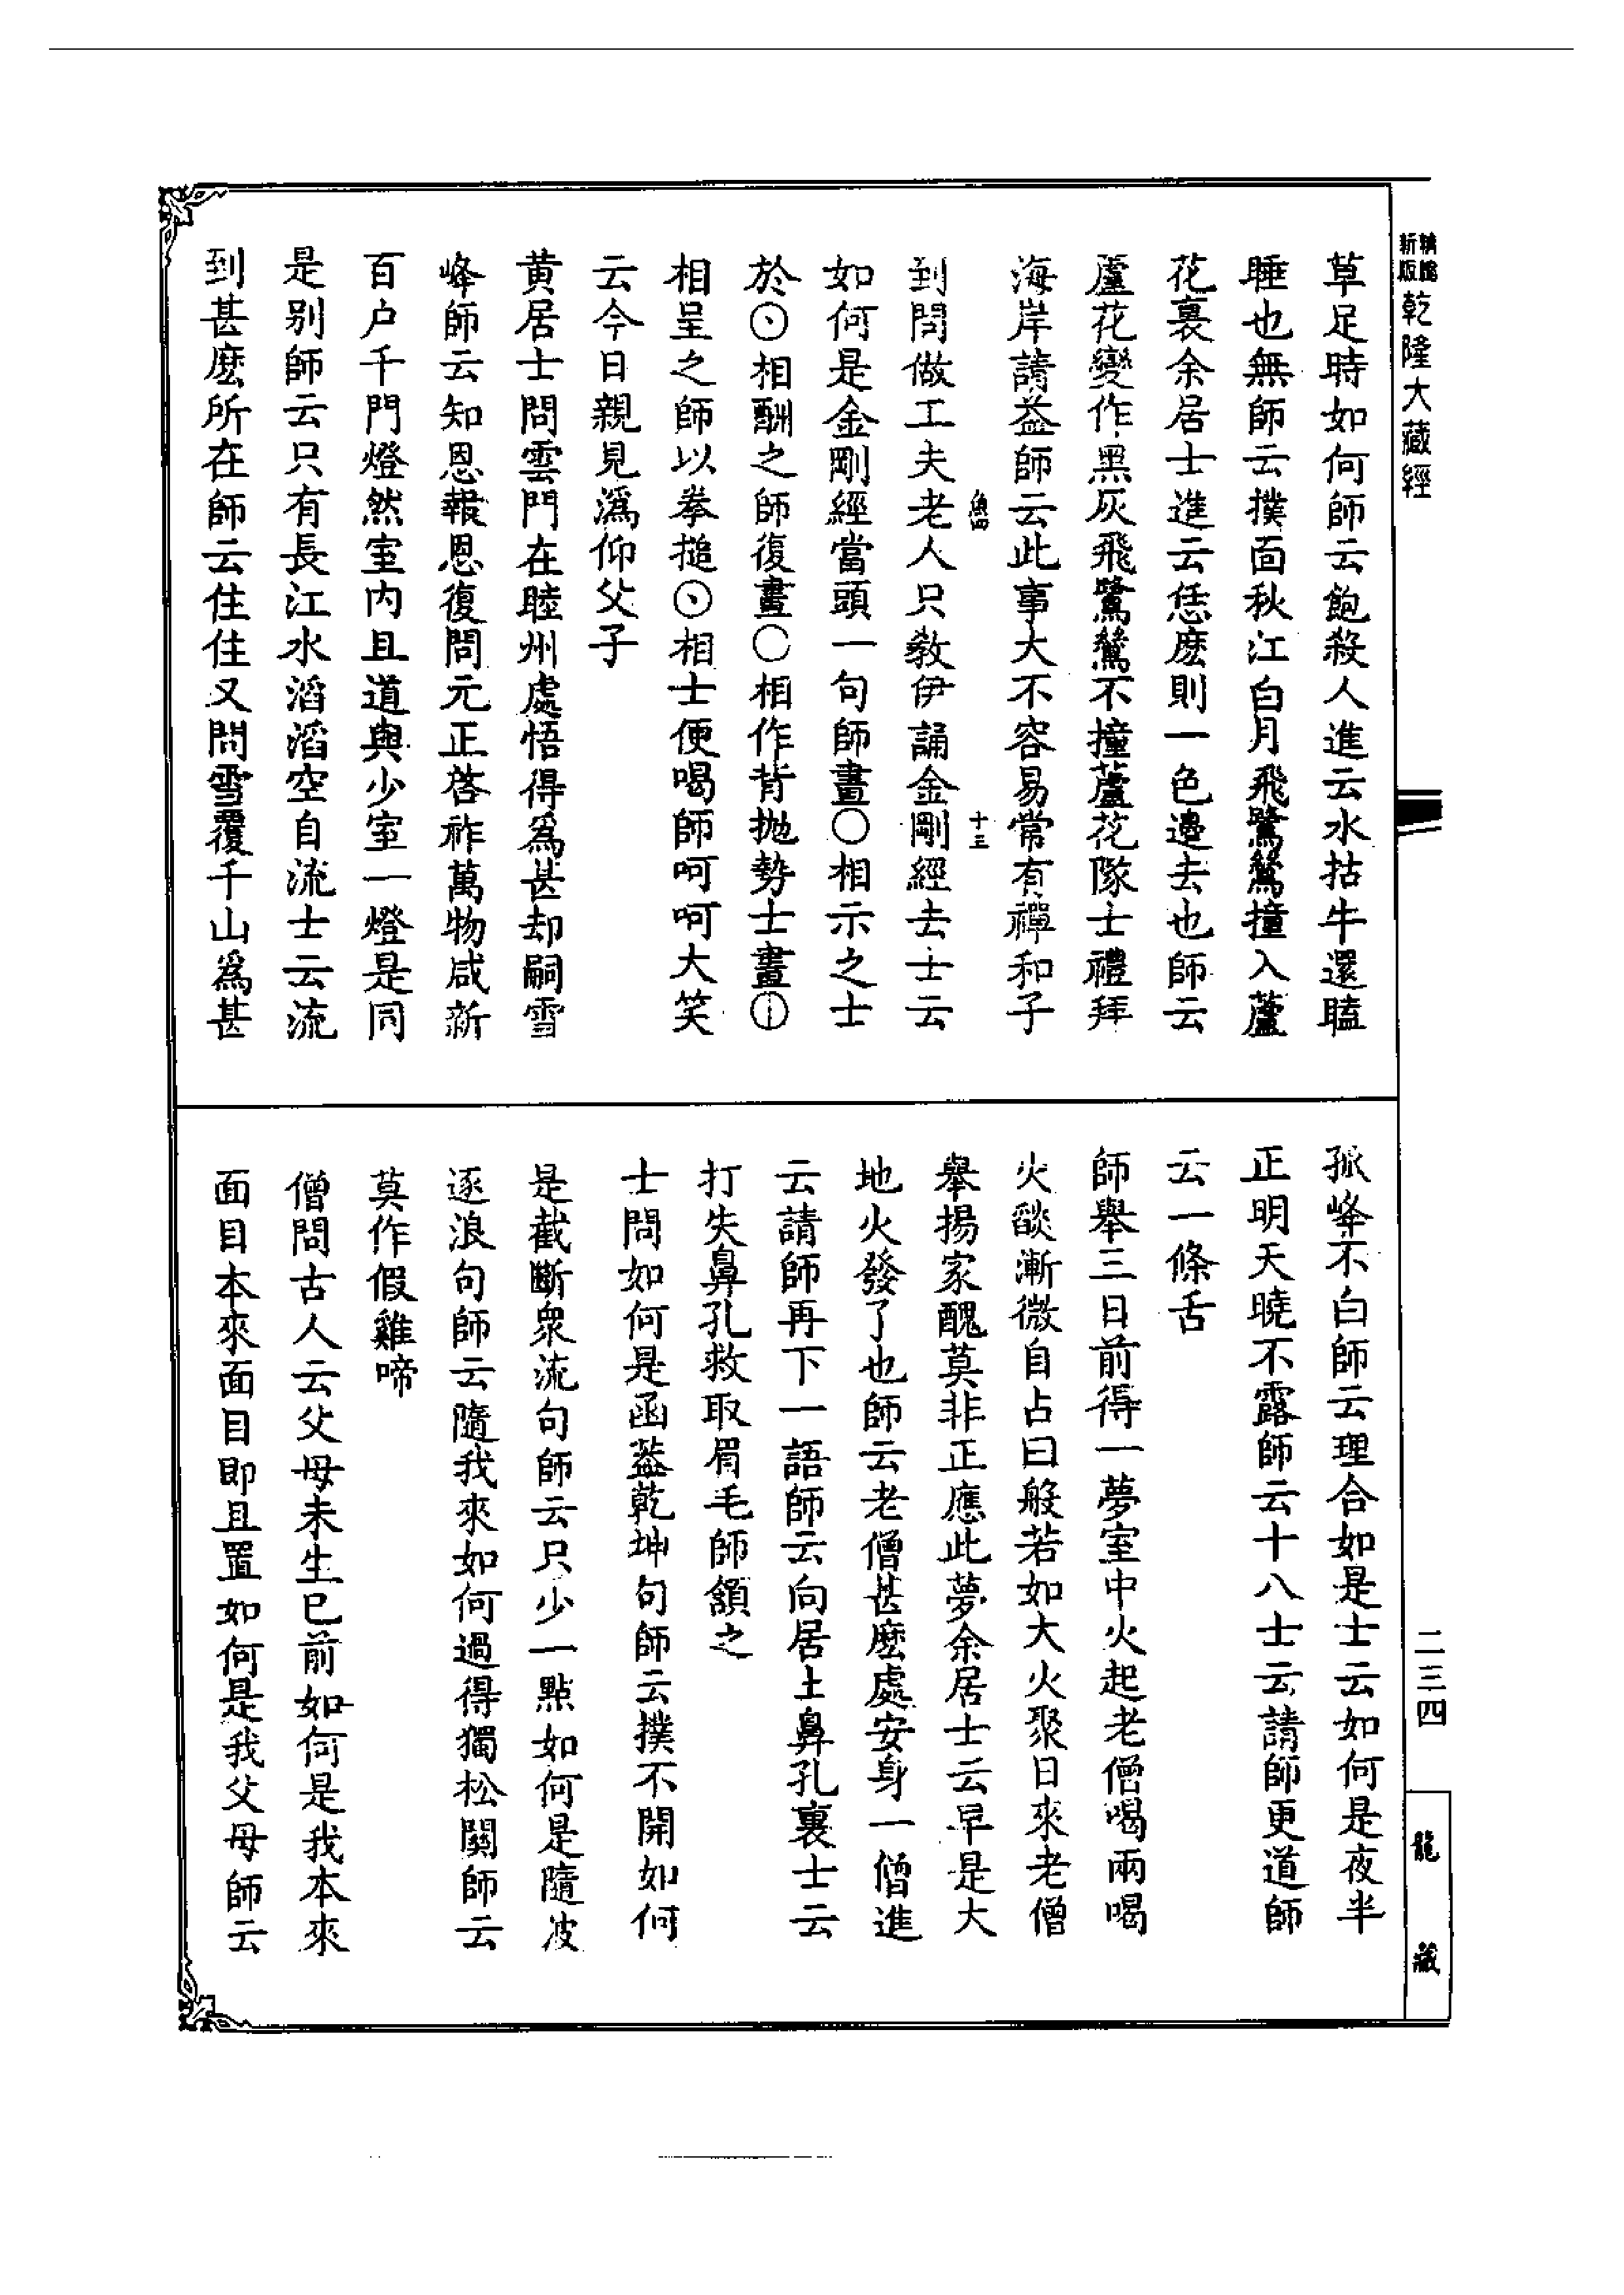 新版
精縮
乾隆大藏經
草足時如何師云飽殺人進云水牯牛還瞌
睡也無師云撲面秋江白月飛鷺鷥撞入蘆
花裏余居士進云恁麽則一色邊去也師云
蘆花變作黑灰飛鷺鷥不撞蘆花隊士禮拜
海岸請益師云此事大不容易常有禪和子
魚四
十三
到問做工夫老人只教伊誦金剛經去士云
如何是金剛經當頭一句師畫〇相示之士
於相酬之師復畫〇相作背拋勢士畫
相呈之師以拳搥相士便喝師呵呵大笑
云今日親見溈仰父子
黃居士問雲門在睦州處悟得爲甚却嗣雪
峰師云知恩報恩復問元正啓祚萬物咸新
百户千門燈然室内且道與少室一燈是同
是别師云只有長江水滔滔空自流士云流
到甚麽所在師云住住又問雪覆千山爲甚
孤峰不白師云理合如是士云如何是夜半
正明天曉不露師云十八士云請師更道師
云一條舌
師舉三日前得一夢室中火起老僧喝兩喝
火燄漸微自占曰般若如大火聚日來老僧
舉揚家醜莫非正應此夢余居士云早是大
地火發了也師云老僧甚麽處安身一僧進
云請師再下一語師云向居士鼻孔裏士云
打失鼻孔救取眉毛師頷之
士問如何是函蓋乾坤句師云撲不開如何
是截斷衆流句師云只少一點如何是隨波
逐浪句師云隨我來如何過得獨松關師云
莫作假雞啼
僧問古人云父母未生已前如何是我本來
面目本來面目即且置如何是我父母師云
二三四
龍藏